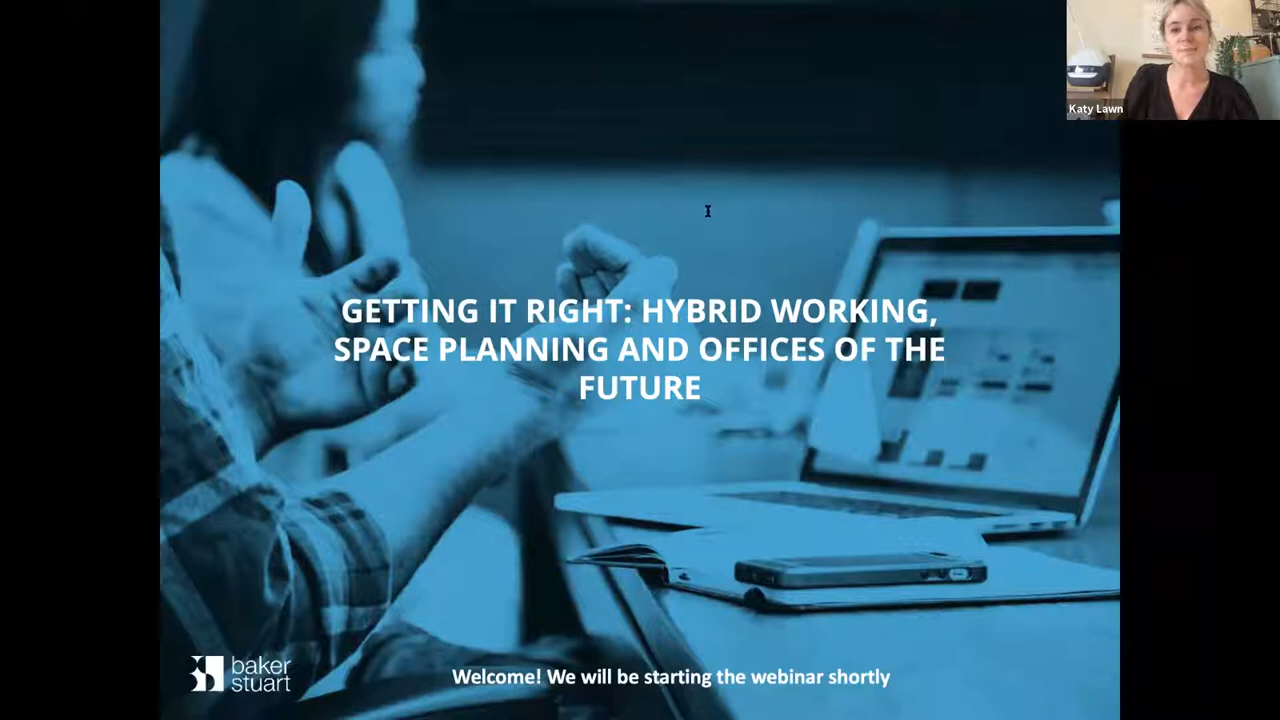 Katy Lawn
GETTING IT RIGHT: HYBRID WORKING,
SPACE PLANNING AND OFFICES OF THE
FUTURE
baker
stuart
Welcome! We will be starting the webinar shortly